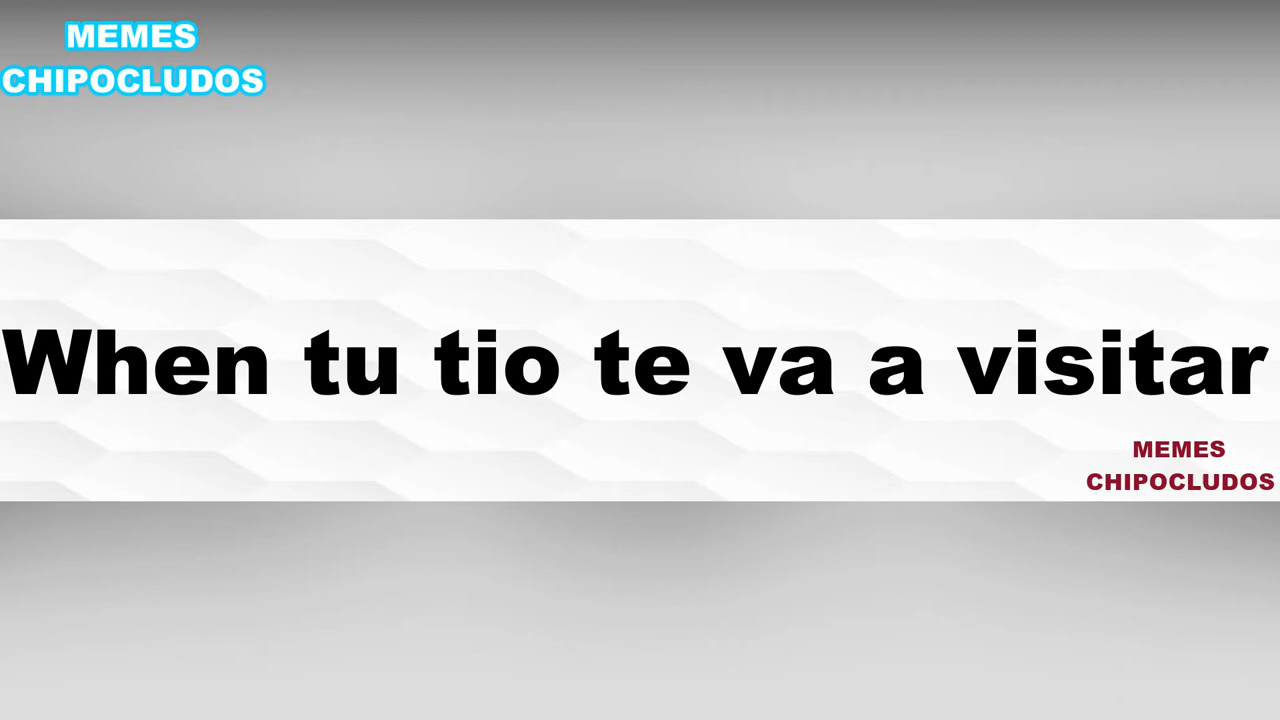 MEMES
CHIPOCLUDOS
When tu tio te va a visitar
MEMES
CHIPOCLUDOS